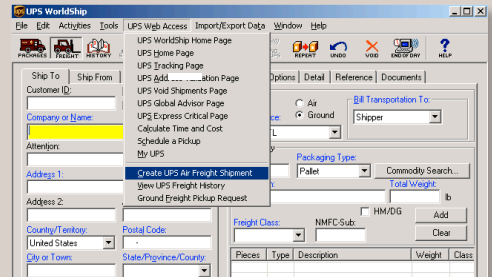 UPS WorldShip
File Edit Activities Tools UPS Web Access Import/Export Data Window Help
PACKAGES FREIGHT HISTORY REPEAT UNDO VOID END OF DAY HELP
UPS WorldShip Home Page
UPS Home Page
UPS Tracking Page
UPS Validation Page
UPS Void Shipments Page
UPS Global Advisor Page
UPS Express Critical Page
Calculate Time and Cost
Schedule a Pickup
My UPS
Create UPS Air Freight Shipment
View UPS Freight History
Ground Freight Pickup Request
Ship To Ship From Options Detail Reference Documents
Customer ID:
Air
Bill Transportation To:
Company or Name:
Ground
Shipper
Attention:
Packaging Type:
Pallet
Commodity Search...
Address 1:
Total Weight:
lb
Address 2:
HM/DG
Add
Country/Territory: Postal Code:
Freight Class: NMFC-Sub:
United States -
Clear
City or Town: State/Province/County:
Pieces Type Description Weight Class